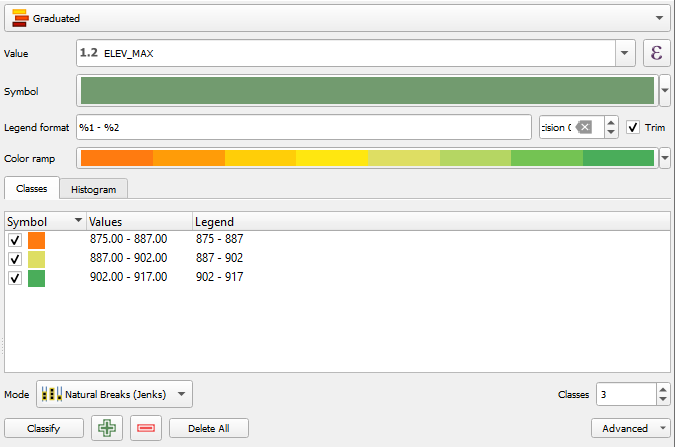 Graduated
Value 1.2 ELEV_MAX ε
Symbol
Legend format %1 - %2 cision 0 Trim
Color ramp
Classes Histogram
Symbol Values Legend
875.00 - 887.00 875 - 887
887.00 - 902.00 887 - 902
902.00 - 917.00 902 - 917
Mode Natural Breaks (Jenks) Classes 3
Classify Delete All Advanced